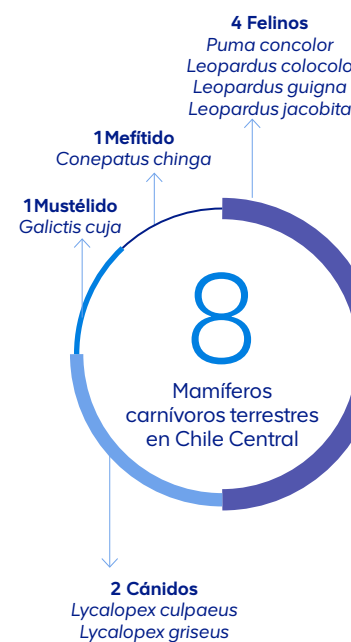 4 Felinos
Puma concolor
Leopardus colocolo
Leopardus guigna
Leopardus jacobita
1 Mefítido
Conepatus chinga
1 Mustélido
Galictis cuja
8
Mamíferos
carnívoros terrestres
en Chile Central
2 Cánidos
Lycalopex culpaeus
Lycalopex griseus